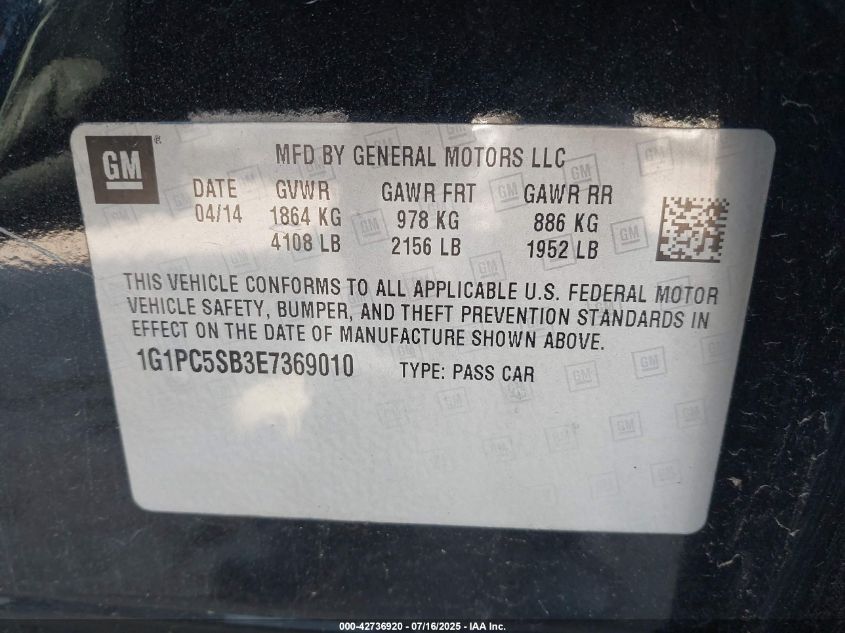 GM ®
MFD BY GENERAL MOTORS LLC
DATE GVWR GAWR FRT GAWR RR
04/14 1864 KG 978 KG 886 KG
4108 LB 2156 LB 1952 LB
THIS VEHICLE CONFORMS TO ALL APPLICABLE U.S. FEDERAL MOTOR
VEHICLE SAFETY, BUMPER, AND THEFT PREVENTION STANDARDS IN
EFFECT ON THE DATE OF MANUFACTURE SHOWN ABOVE.
1G1PC5SB3E7369010 TYPE: PASS CAR
000-42736920 - 07/16/2025 - IAA Inc.